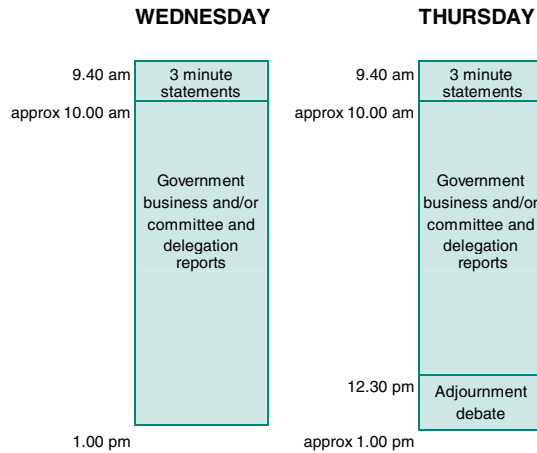 WEDNESDAY
9.40 am
3 minute
statements
approx 10.00 am
Government
business and/or
committee and
delegation
reports
1.00 pm
THURSDAY
9.40 am
3 minute
statements
approx 10.00 am
Government
business and/or
committee and
delegation
reports
12.30 pm
Adjournment
debate
approx 1.00 pm